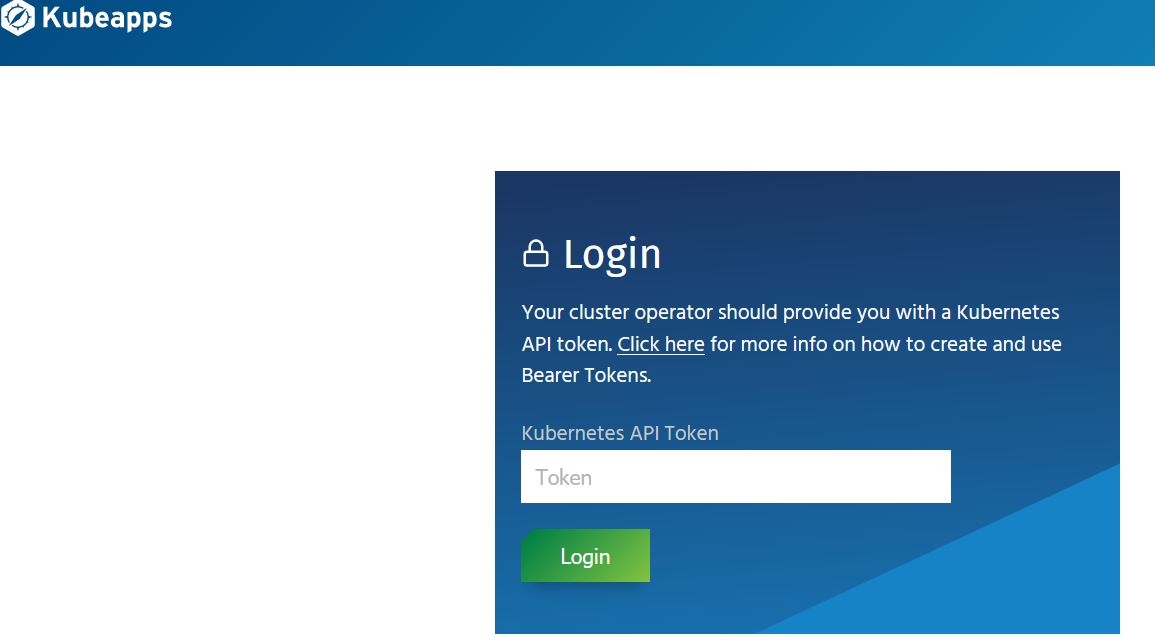 Kubeapps
Login
Your cluster operator should provide you with a Kubernetes
API token. Click here for more info on how to create and use
Bearer Tokens.
Kubernetes API Token
Token
Login